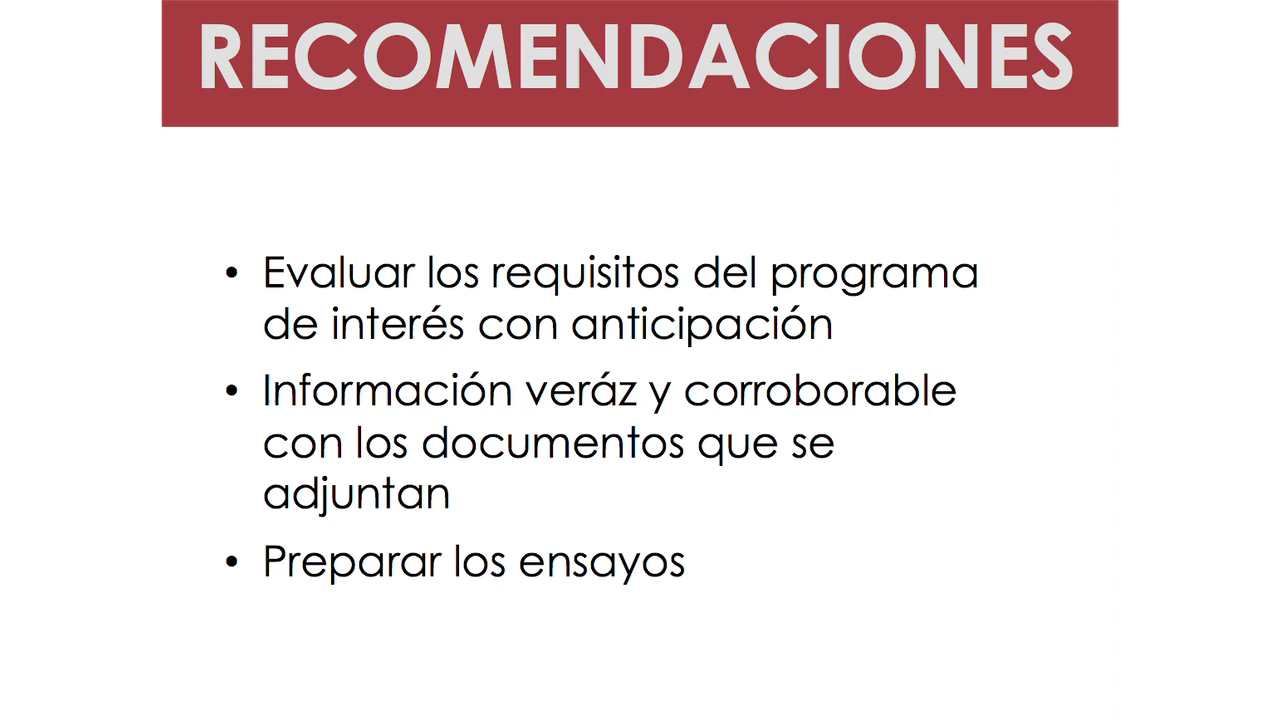 RECOMENDACIONES
• Evaluar los requisitos del programa
de interés con anticipación
• Información veráz y corroborable
con los documentos que se
adjuntan
• Preparar los ensayos